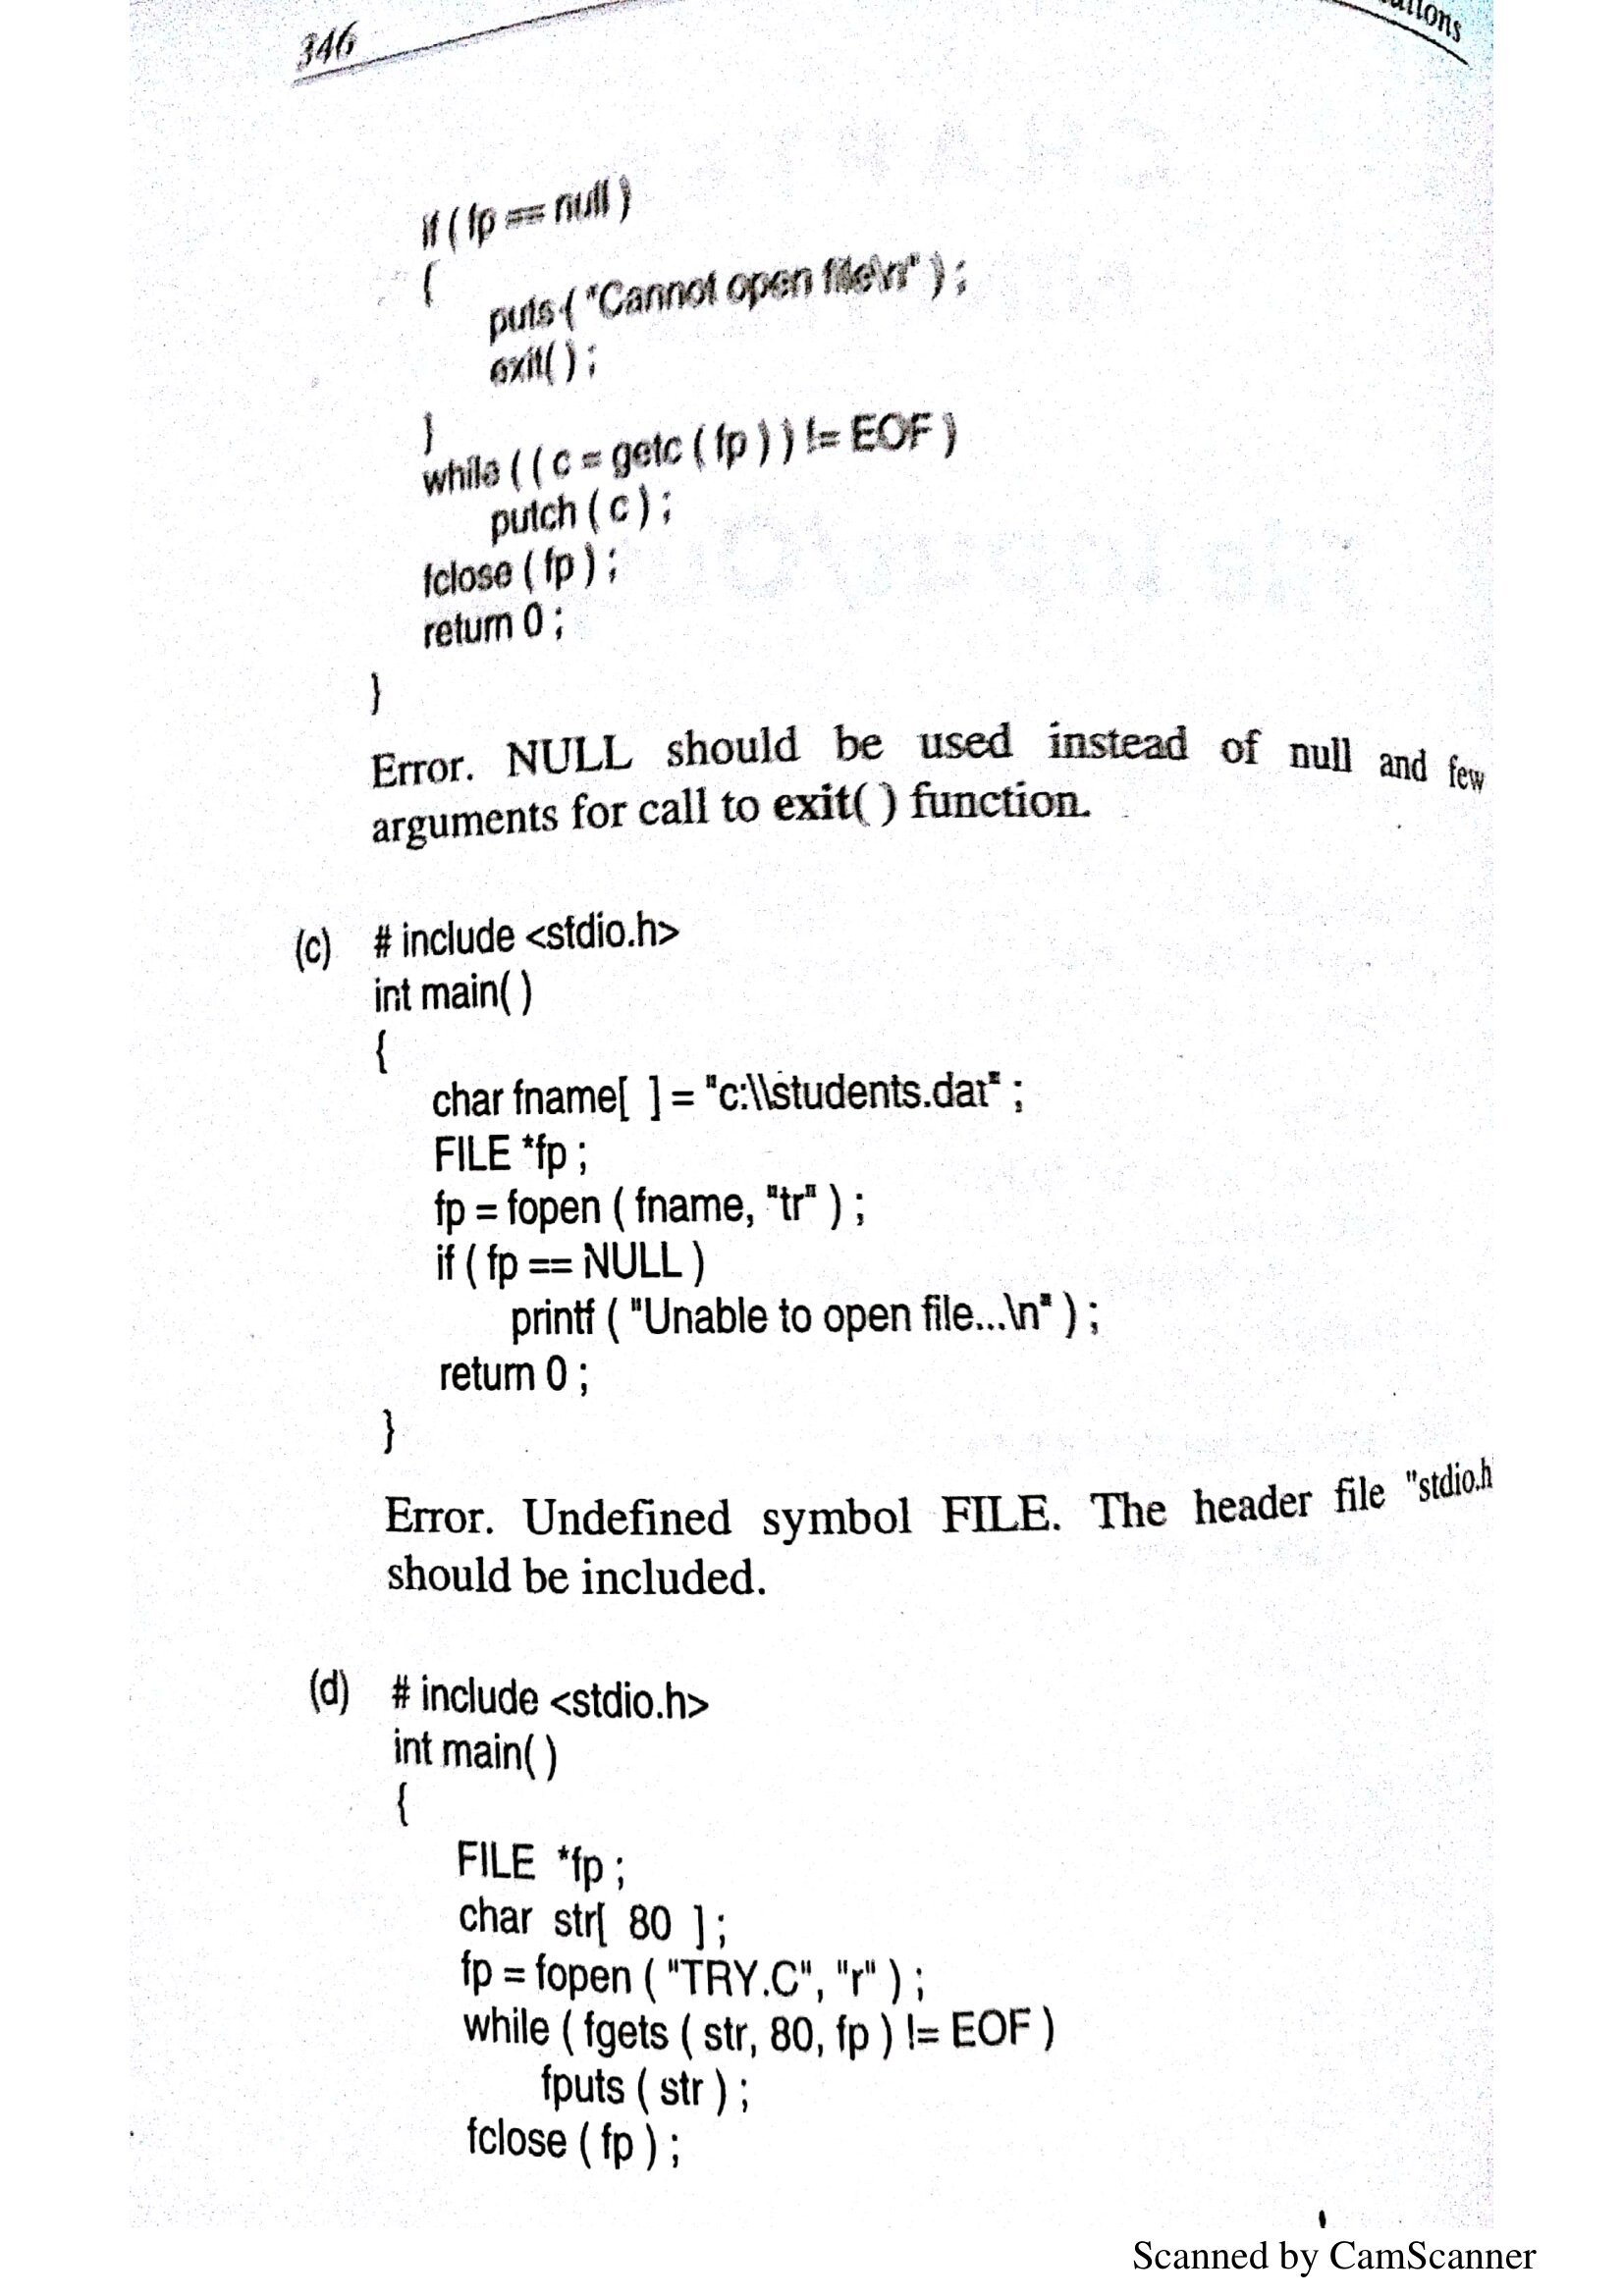 346
if ( fp == null )
{
puts ( "Cannot open file\n" ) ;
exit( ) ;
}
while ( ( c = getc ( fp ) ) != EOF )
putch ( c ) ;
fclose ( fp ) ;
return 0 ;
}
Error. NULL should be used instead of null and few
arguments for call to exit( ) function.
(c) # include <stdio.h>
int main( )
{
char fname[ ] = "c:\\students.dat" ;
FILE *fp ;
fp = fopen ( fname, "tr" ) ;
if ( fp == NULL )
printf ( "Unable to open file...\n" ) ;
return 0 ;
}
Error. Undefined symbol FILE. The header file "stdio.h
should be included.
(d) # include <stdio.h>
int main( )
{
FILE *fp ;
char str[ 80 ] ;
fp = fopen ( "TRY.C", "r" ) ;
while ( fgets ( str, 80, fp ) != EOF )
fputs ( str ) ;
fclose ( fp ) ;
Scanned by CamScanner